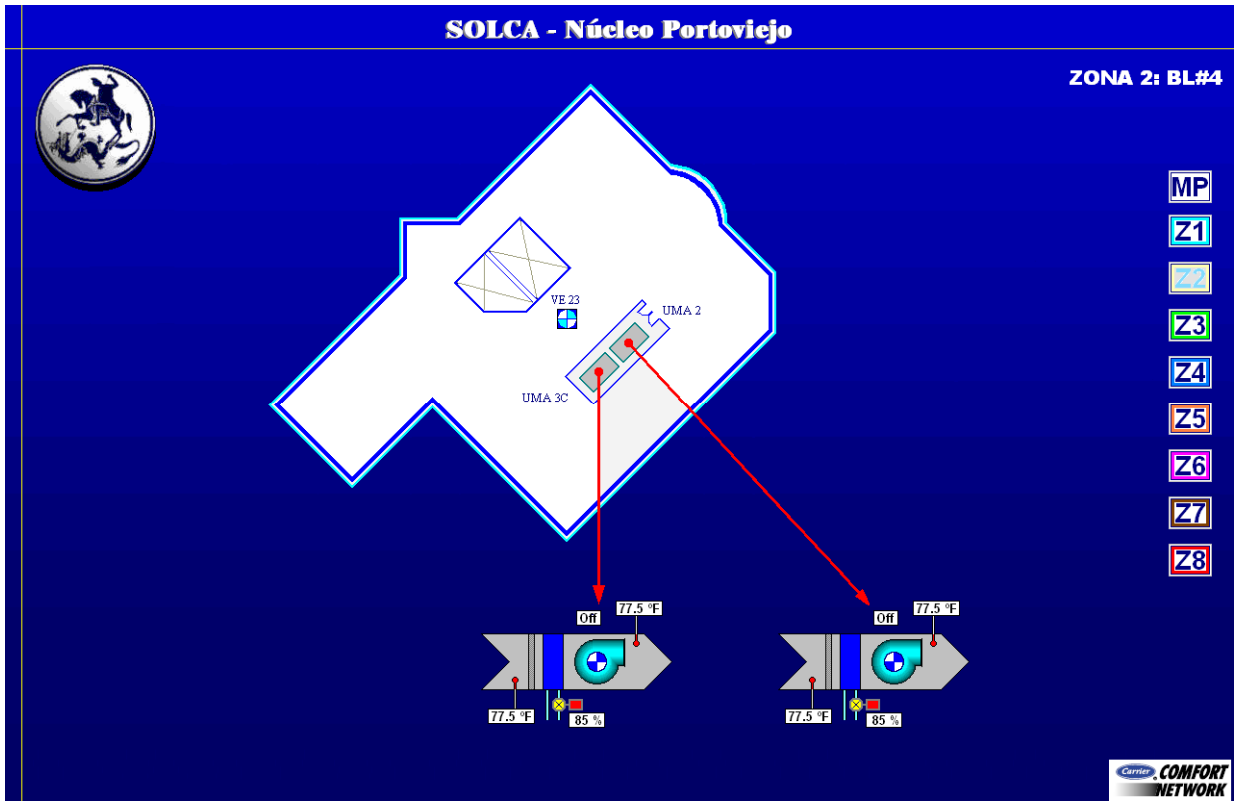 SOLCA - Núcleo Portoviejo
ZONA 2: BL#4
MP
Z1
Z2
Z3
Z4
Z5
Z6
Z7
Z8
VE 23
UMA 2
UMA 3C
Off
77.5 °F
77.5 °F
85 %
Off
77.5 °F
77.5 °F
85 %
Carrier COMFORT
NETWORK